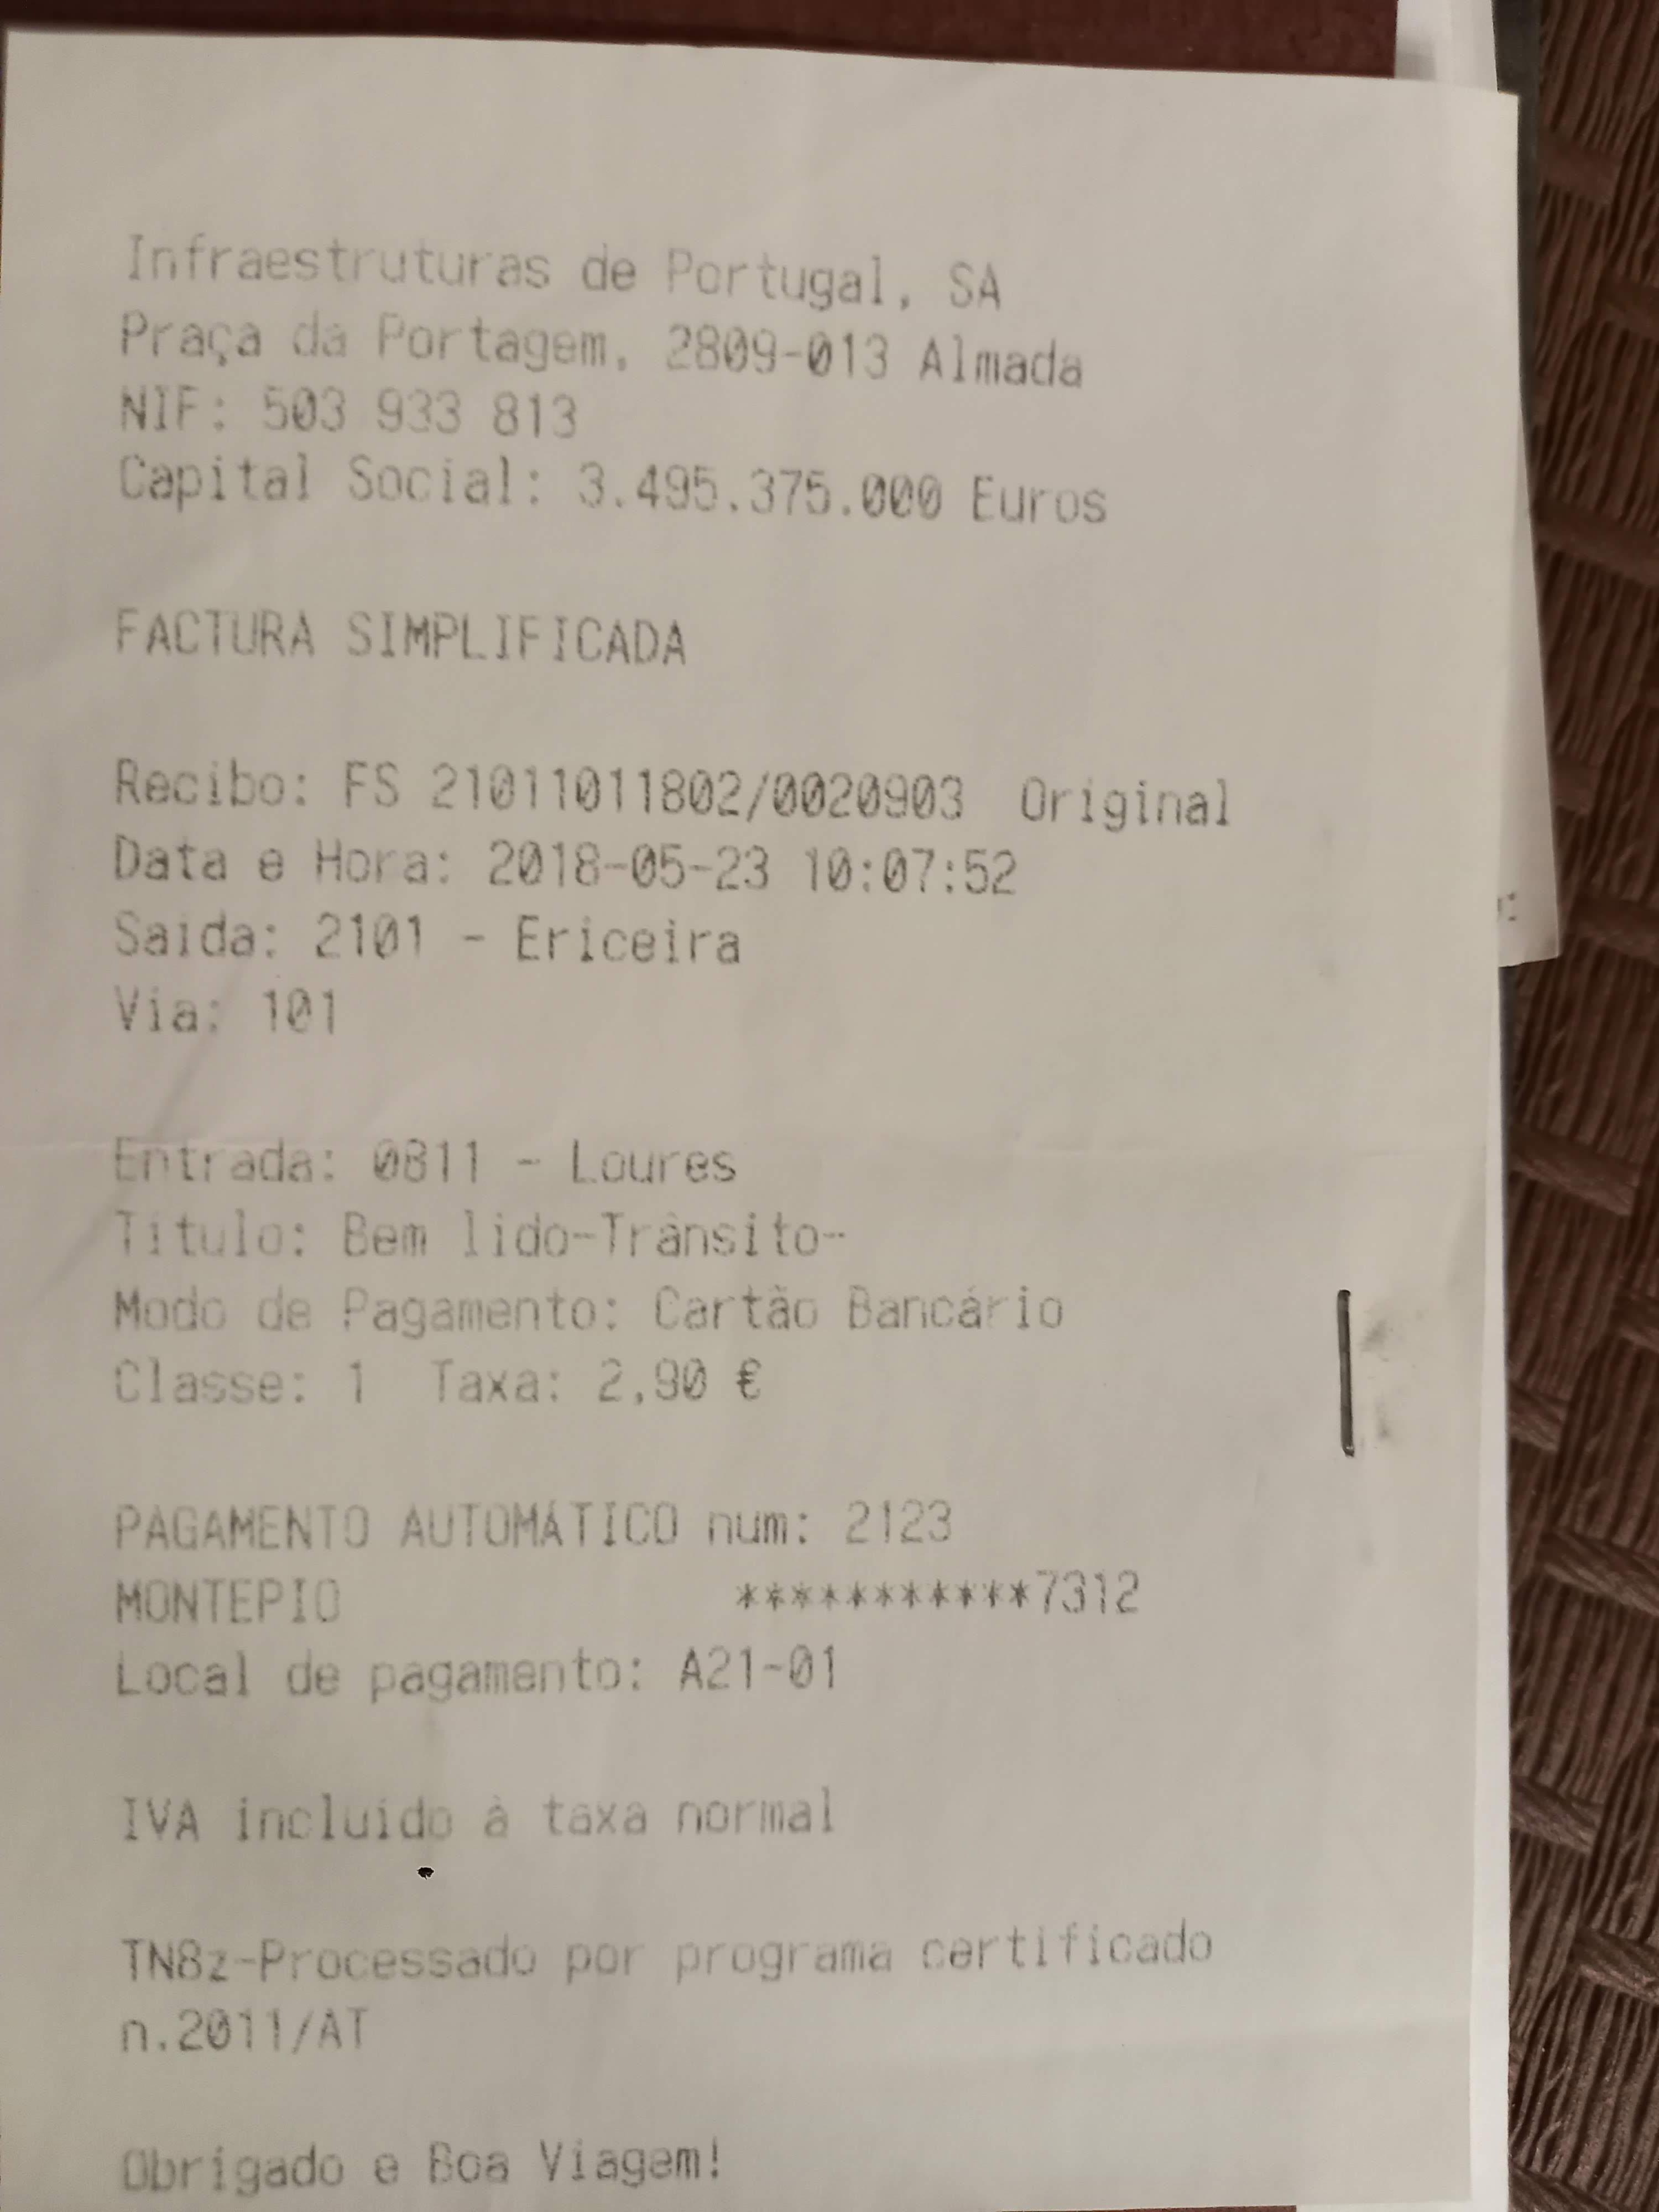 Infraestruturas de Portugal, SA
Praça da Portagem, 2809-013 Almada
NIF: 503 933 813
Capital Social: 3.495.375.000 Euros
FACTURA SIMPLIFICADA
Recibo: FS 21011011802/0020903 Original
Data e Hora: 2018-05-23 10:07:52
Saída: 2101 - Ericeira
Via: 101
Entrada: 0811 - Loures
Título: Bem lido-Trânsito-
Modo de Pagamento: Cartão Bancário
Classe: 1 Taxa: 2,90 €
PAGAMENTO AUTOMÁTICO num: 2123
MONTEPIO ***********7312
Local de pagamento: A21-01
IVA incluído à taxa normal
TN8z-Processado por programa certificado
n.2011/AT
Obrigado e Boa Viagem!